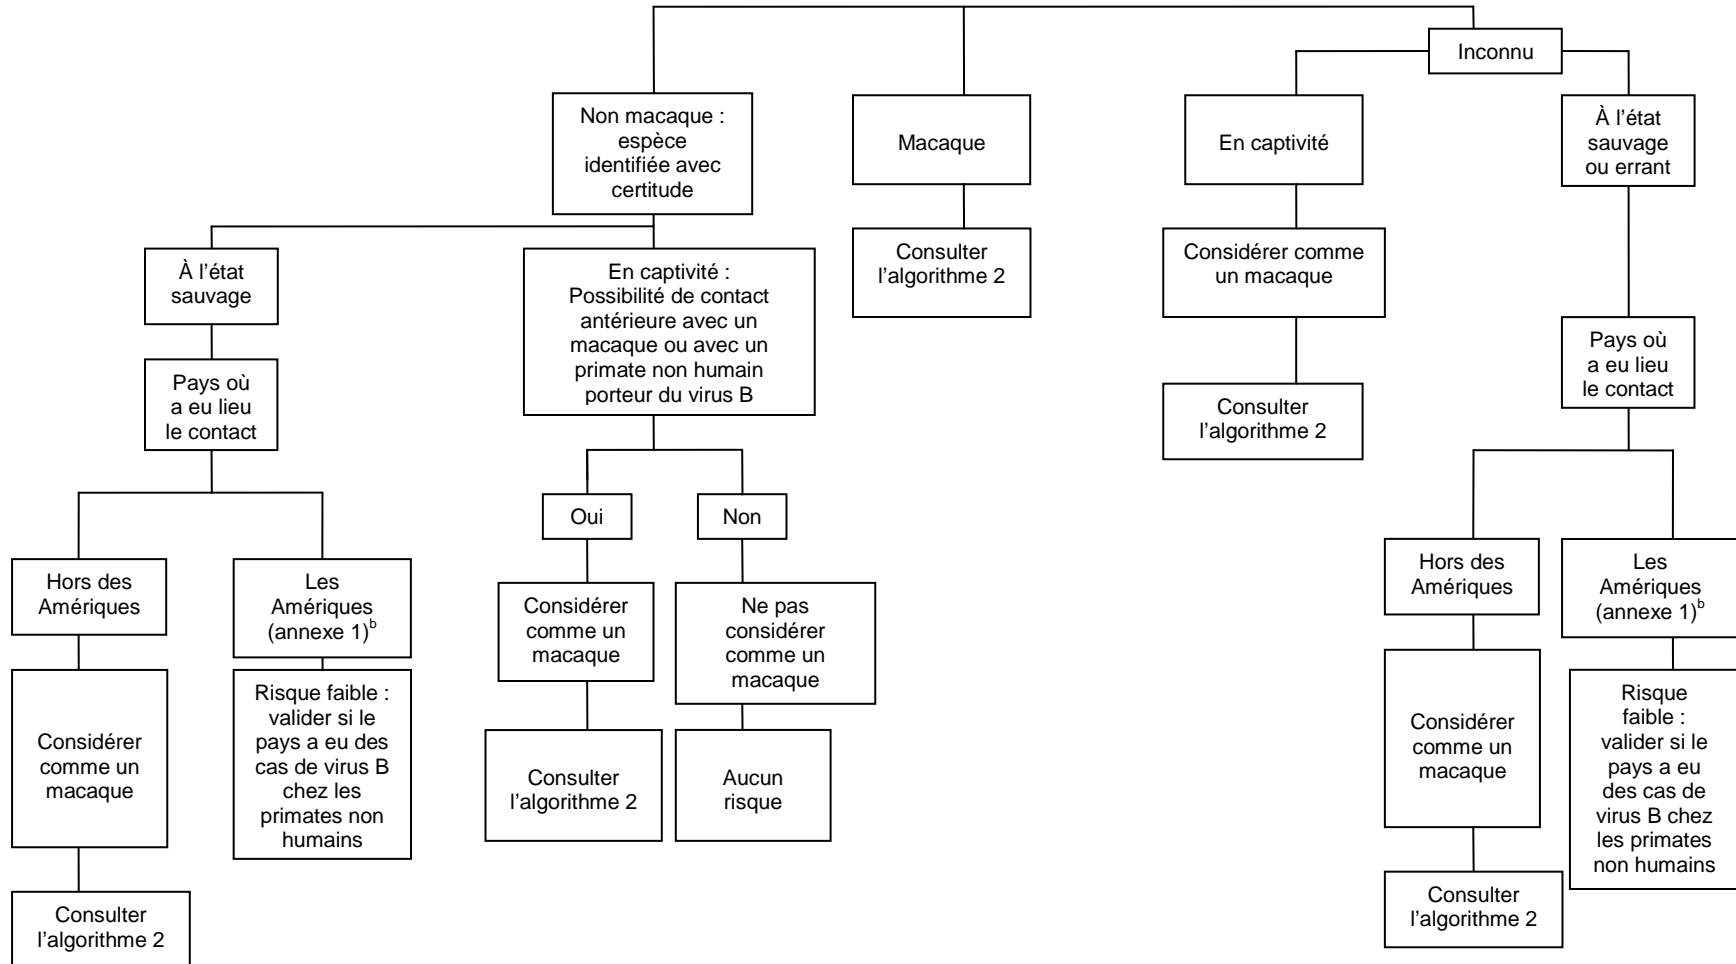 Inconnu
Non macaque :
espèce
identifiée avec
certitude
Macaque
En captivité
À l'état
sauvage
ou errant
À l'état
sauvage
En captivité :
Possibilité de contact
antérieure avec un
macaque ou avec un
primate non humain
porteur du virus B
Consulter
l'algorithme 2
Considérer comme
un macaque
Pays où
a eu lieu
le contact
Pays où
a eu lieu
le contact
Consulter
l'algorithme 2
Oui
Non
Hors des
Amériques
Les
Amériques
(annexe 1)b
Considérer
comme un
macaque
Ne pas
considérer
comme un
macaque
Hors des
Amériques
Les
Amériques
(annexe 1)b
Considérer
comme un
macaque
Risque faible :
valider si le
pays a eu des
cas de virus B
chez les
primates non
humains
Consulter
l'algorithme 2
Aucun
risque
Considérer
comme un
macaque
Risque
faible :
valider si le
pays a eu
des cas de
virus B chez
les primates
non humains
Consulter
l'algorithme 2
Consulter
l'algorithme 2